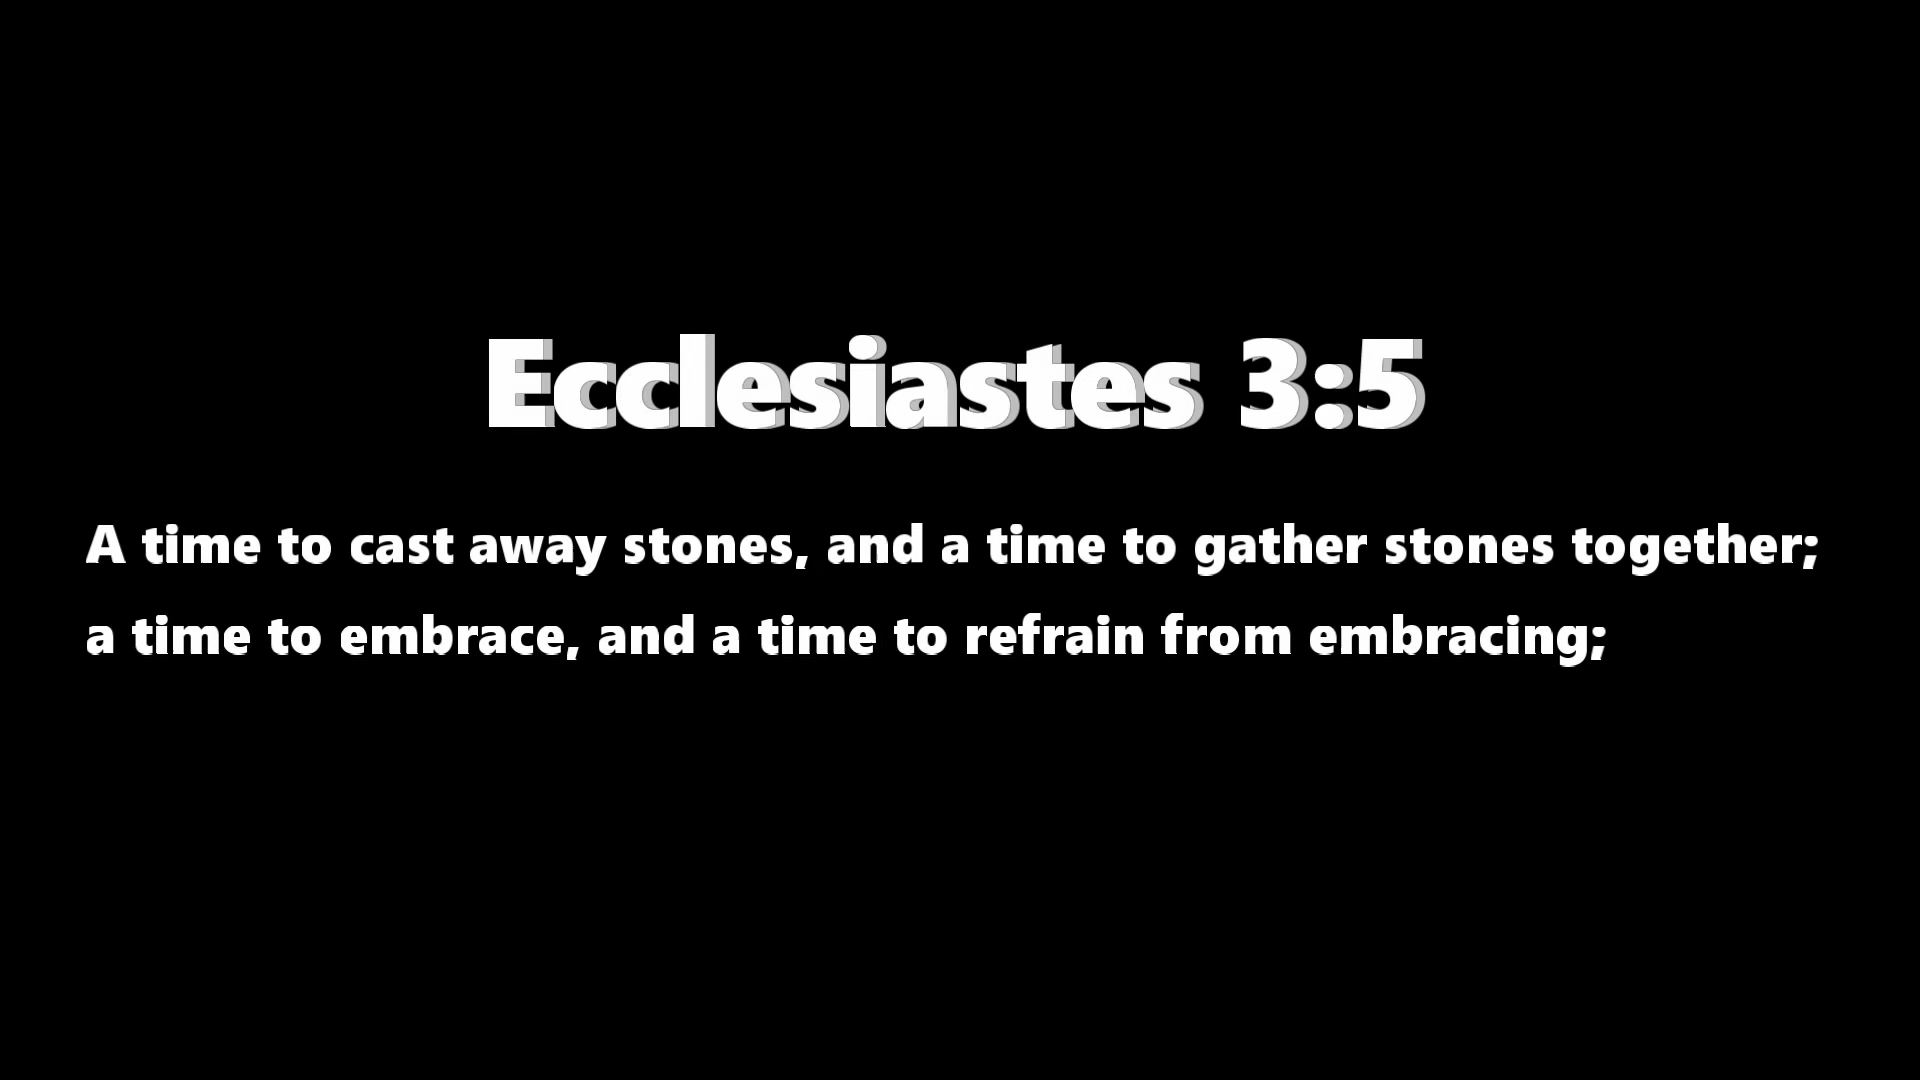 Ecclesiastes 3:5
A time to cast away stones, and a time to gather stones together;
a time to embrace, and a time to refrain from embracing;